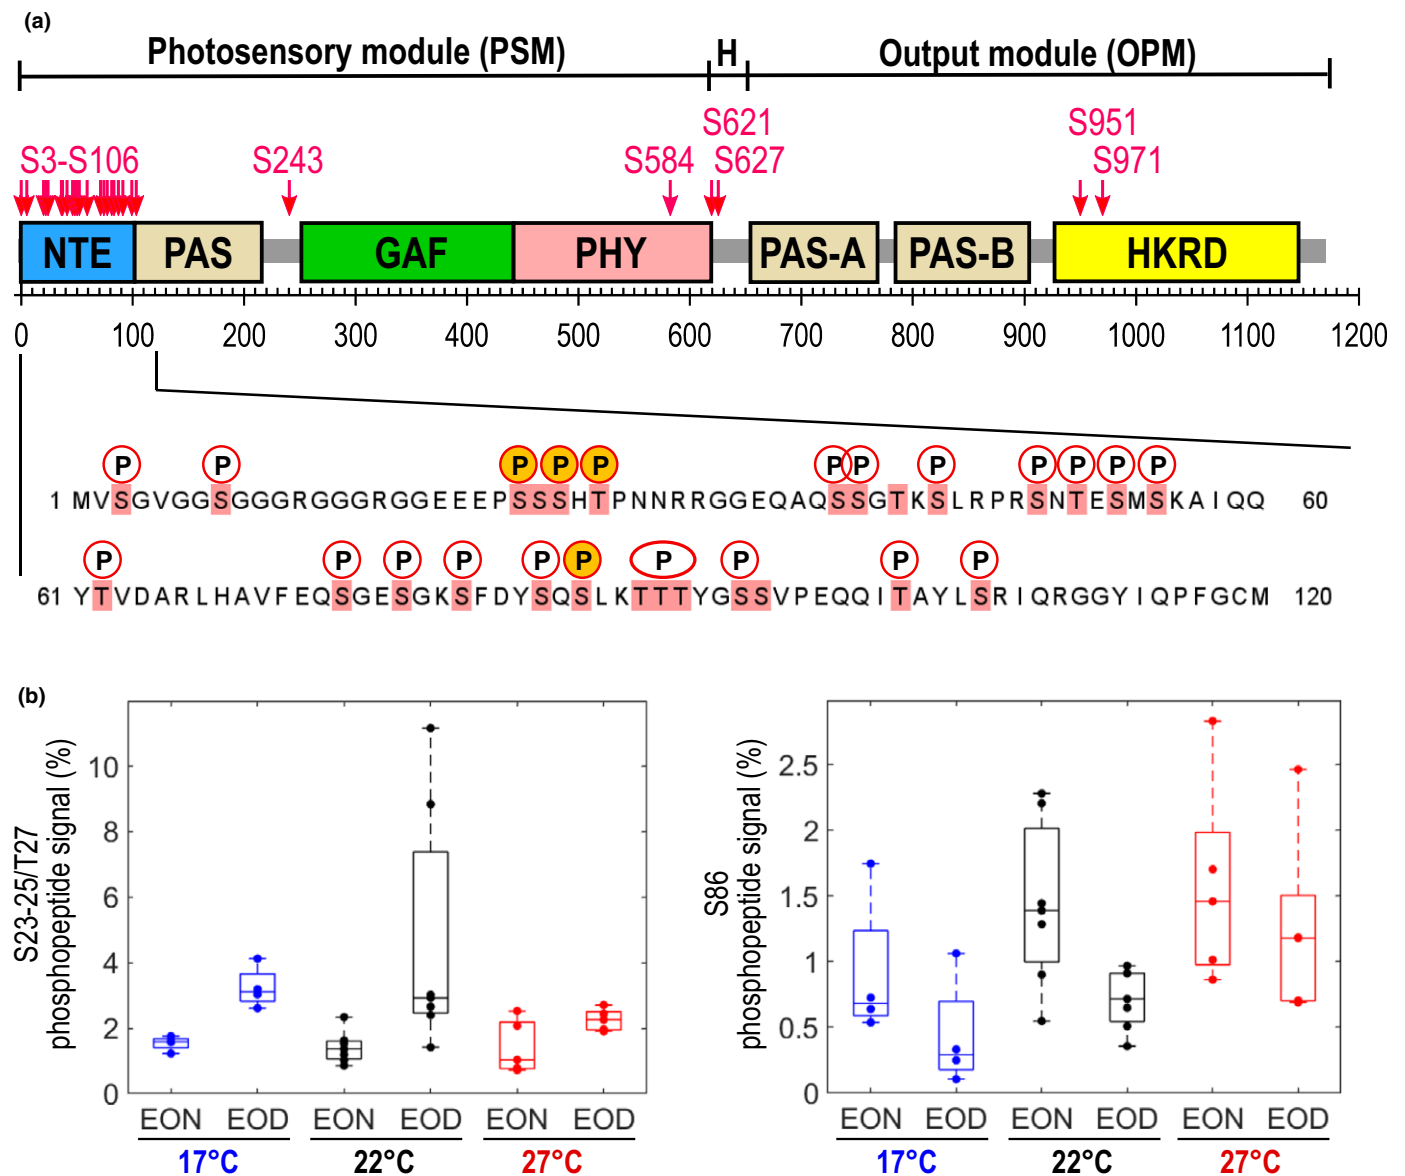 (a)
Photosensory module (PSM) H Output module (OPM)
S621 S951
S3-S106 S243 S584 S627 S971
NTE PAS GAF PHY PAS-A PAS-B HKRD
0 100 200 300 400 500 600 700 800 900 1000 1100 1200
P P P P P P P P P P P P
1 MVSGVGGSGGGRGGGRGGEEEPSSSHTPNNRRGGEQAQSSGTKSLRPRSNTESMSKAIQQ 60
P P P P P P P P P P
61 YTVDARLHAVFEQSGESGKSFDYSQSLKTTTYGSSVPEQQITAYLSRIQRGGYIQPFGCM 120
(b)
S23-25/T27
phosphopeptide signal (%)
10
8
6
4
2
0
EON EOD EON EOD EON EOD
17°C 22°C 27°C
S86
phosphopeptide signal (%)
2.5
2
1.5
1
0.5
0
EON EOD EON EOD EON EOD
17°C 22°C 27°C